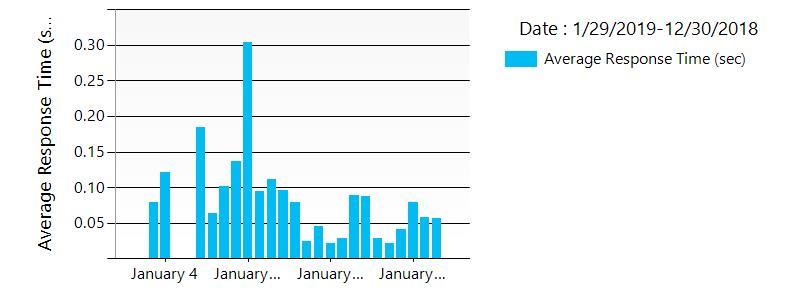 Date : 1/29/2019-12/30/2018
Average Response Time (sec)
Average Response Time (s...
0.30
0.25
0.20
0.15
0.10
0.05
January 4 January... January... January...